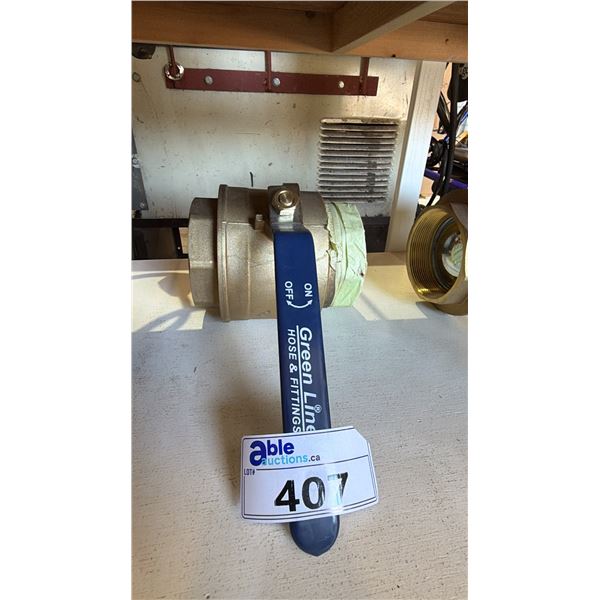 ON
OFF
Green Line®
HOSE & FITTINGS
able
auctions.ca
LOT#
407